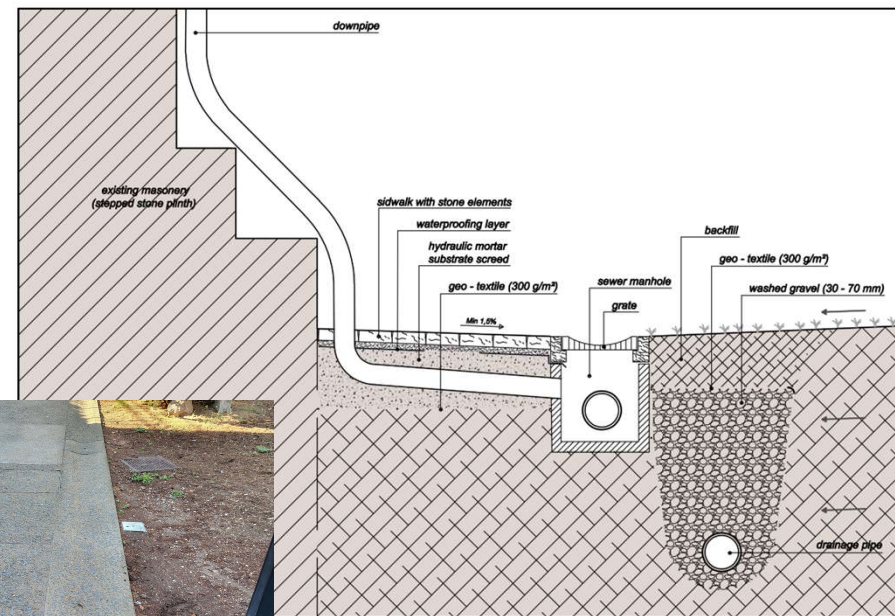 downpipe
existing masonery
(stepped stone plinth)
sidwalk with stone elements
waterproofing layer
hydraulic mortar
substrate screed
geo - textile (300 g/m²)
Min 1,5%
sewer manhole
grate
backfill
geo - textile (300 g/m²)
washed gravel (30 - 70 mm)
drainage pipe